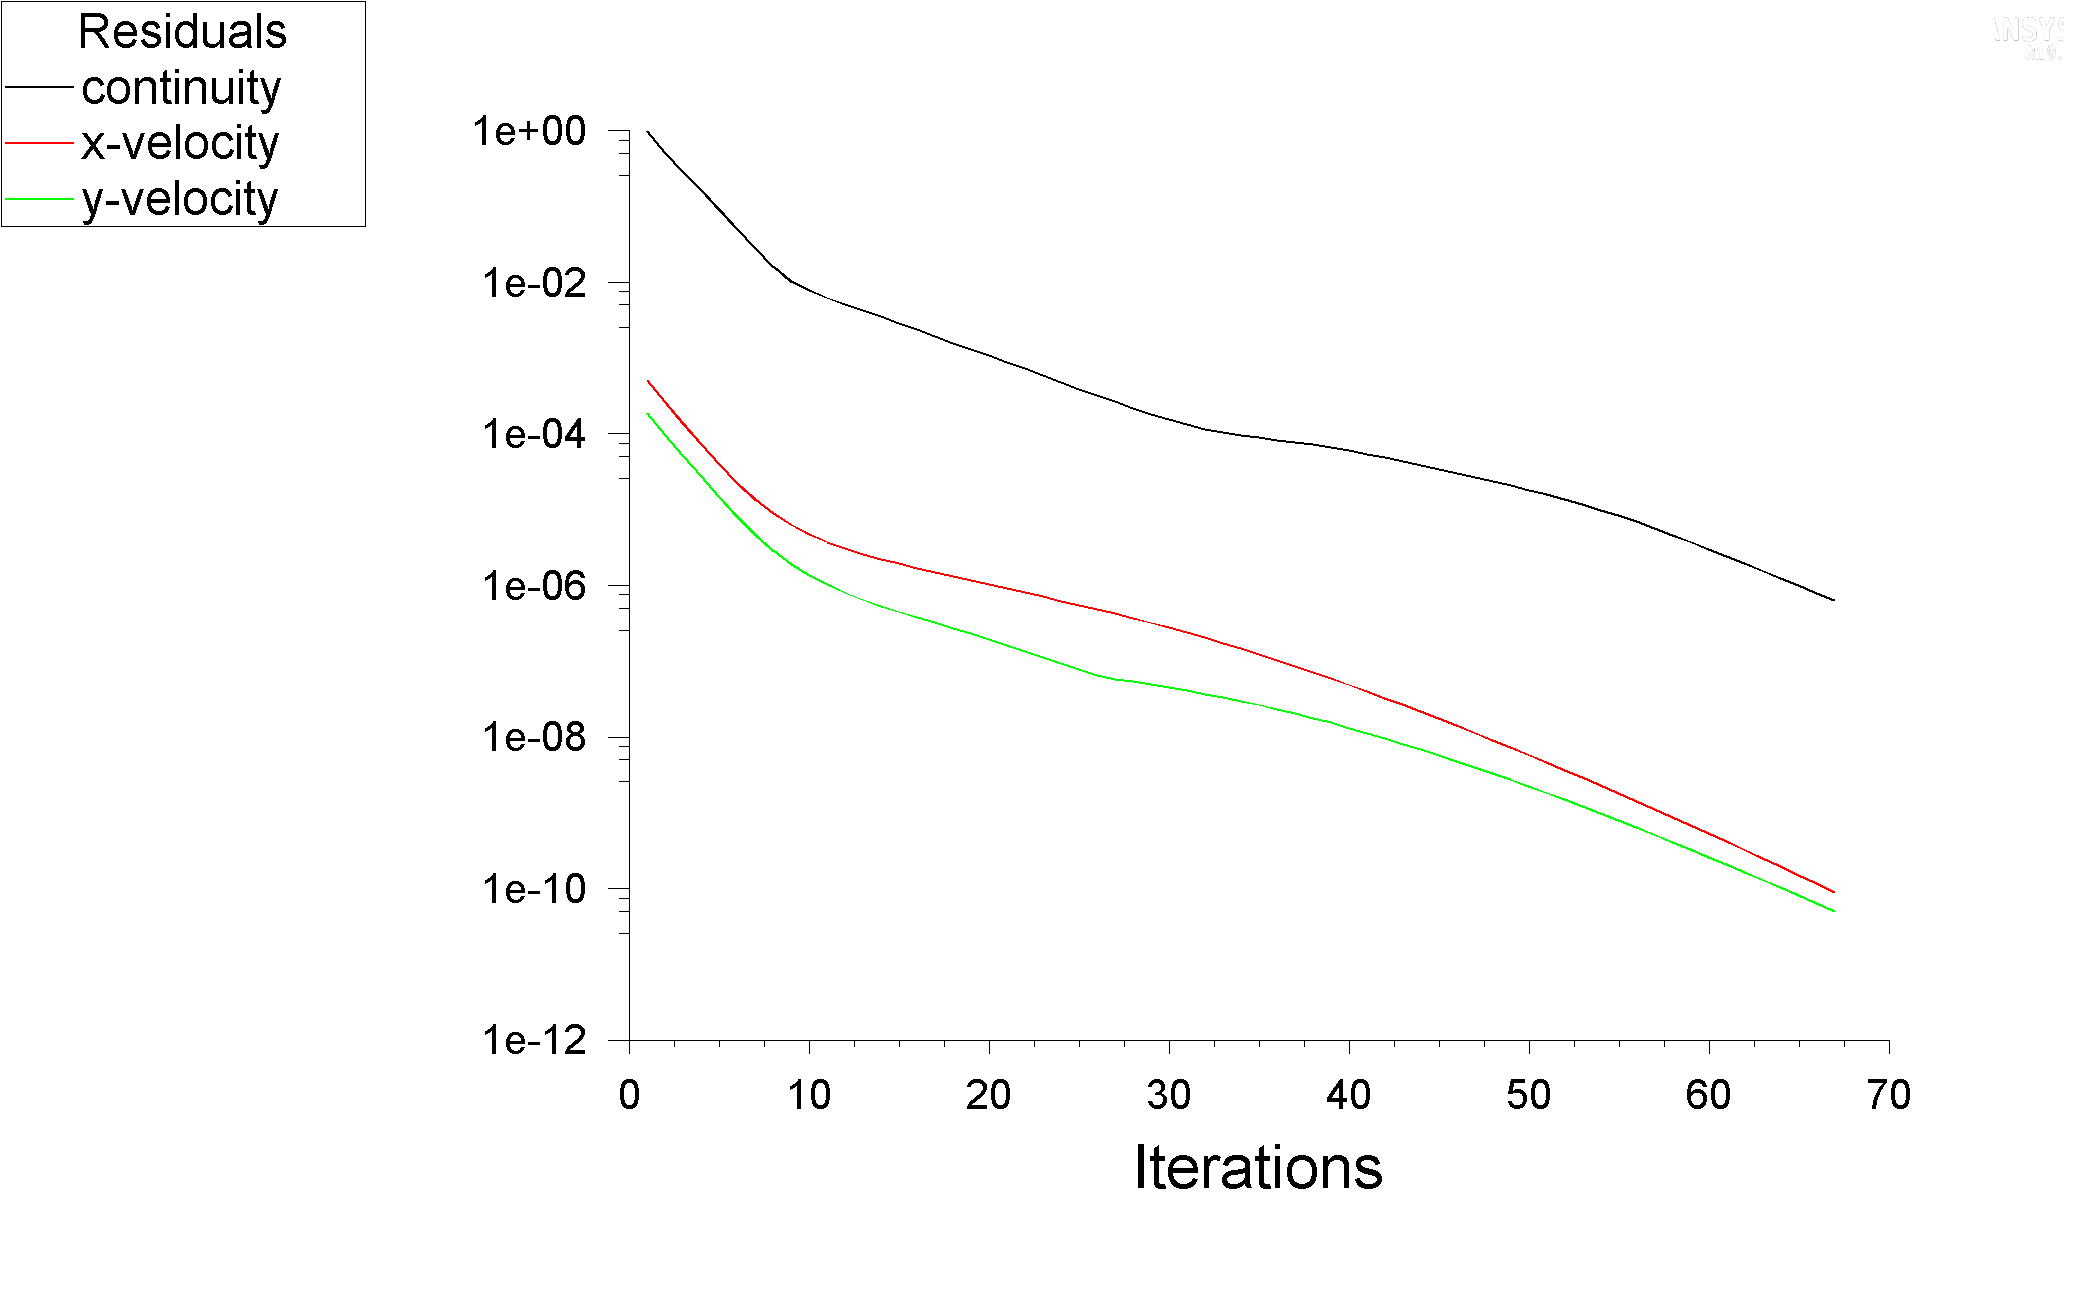 Residuals
continuity
x-velocity
y-velocity
1e+00
1e-02
1e-04
1e-06
1e-08
1e-10
1e-12
0 10 20 30 40 50 60 70
Iterations